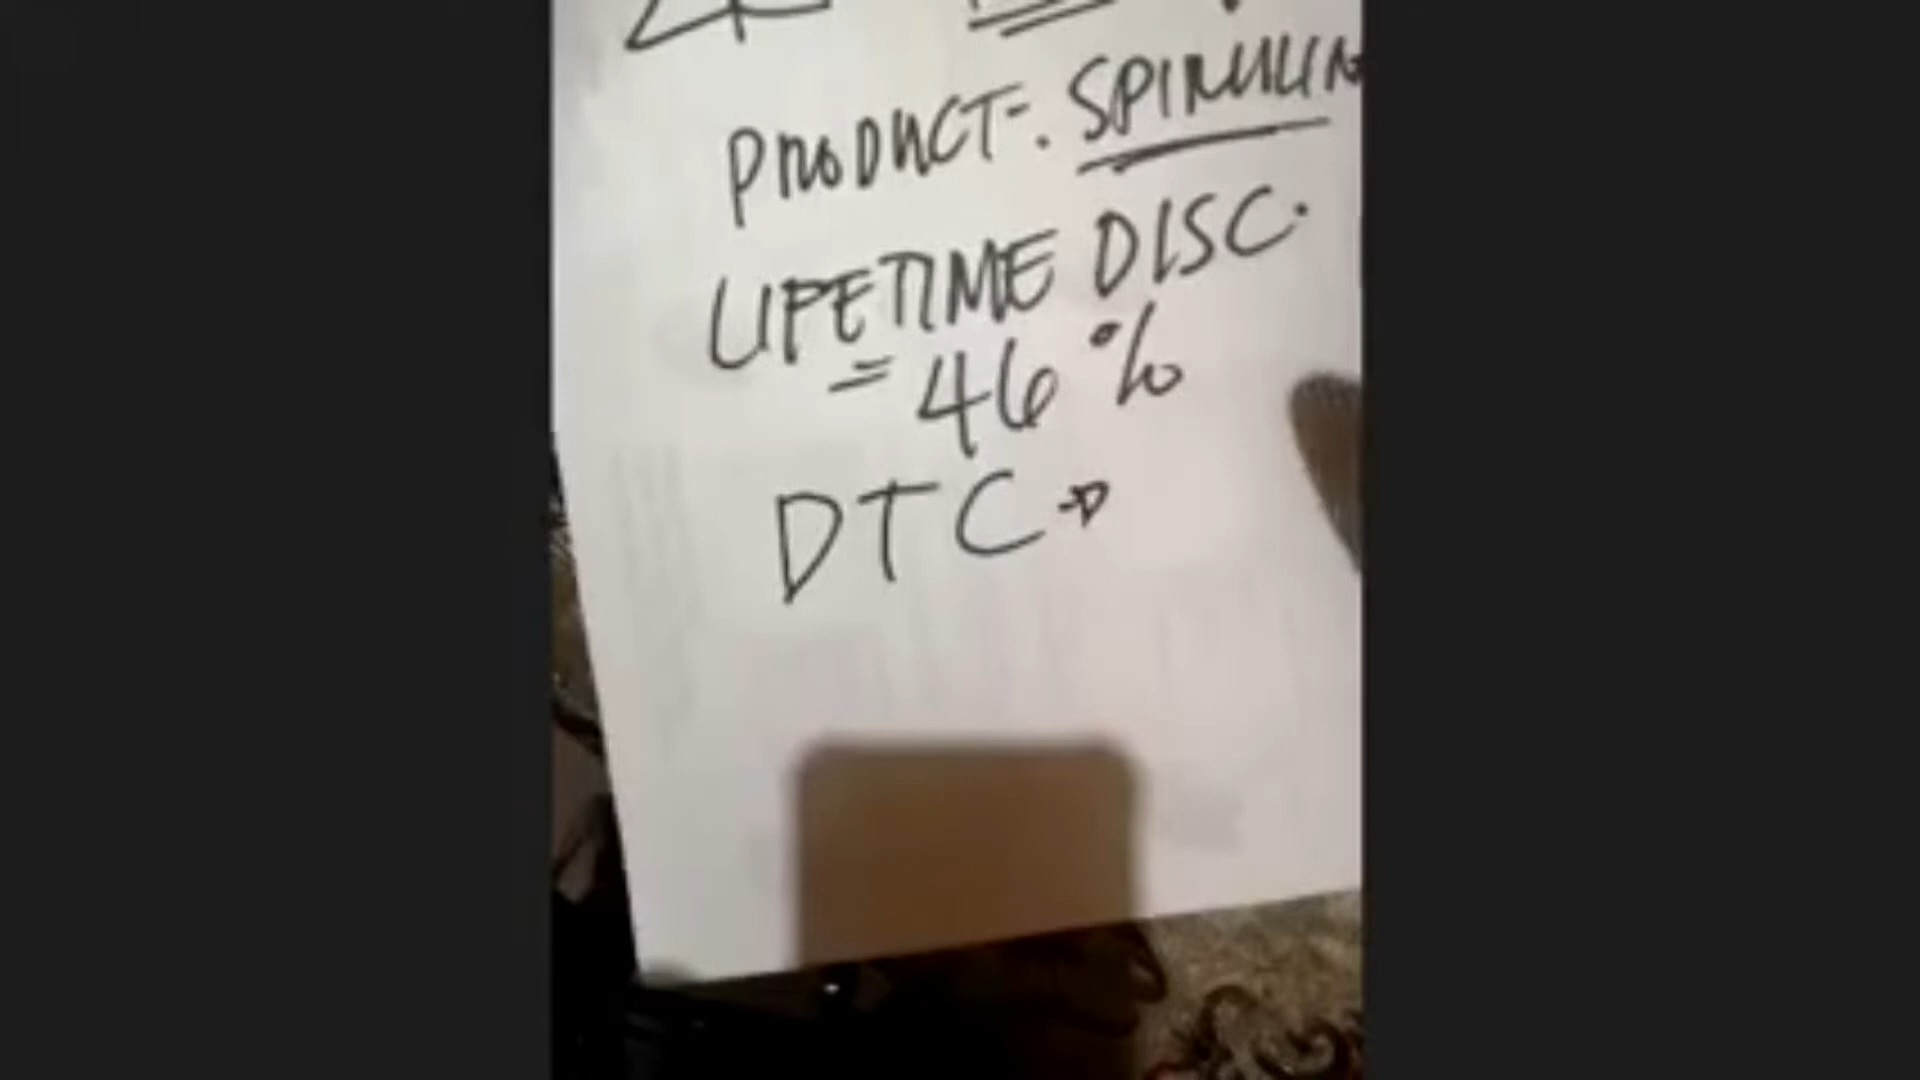 PRODUCT-. SPIRULIN
LIFETIME DISC.
= 46%
DTC →